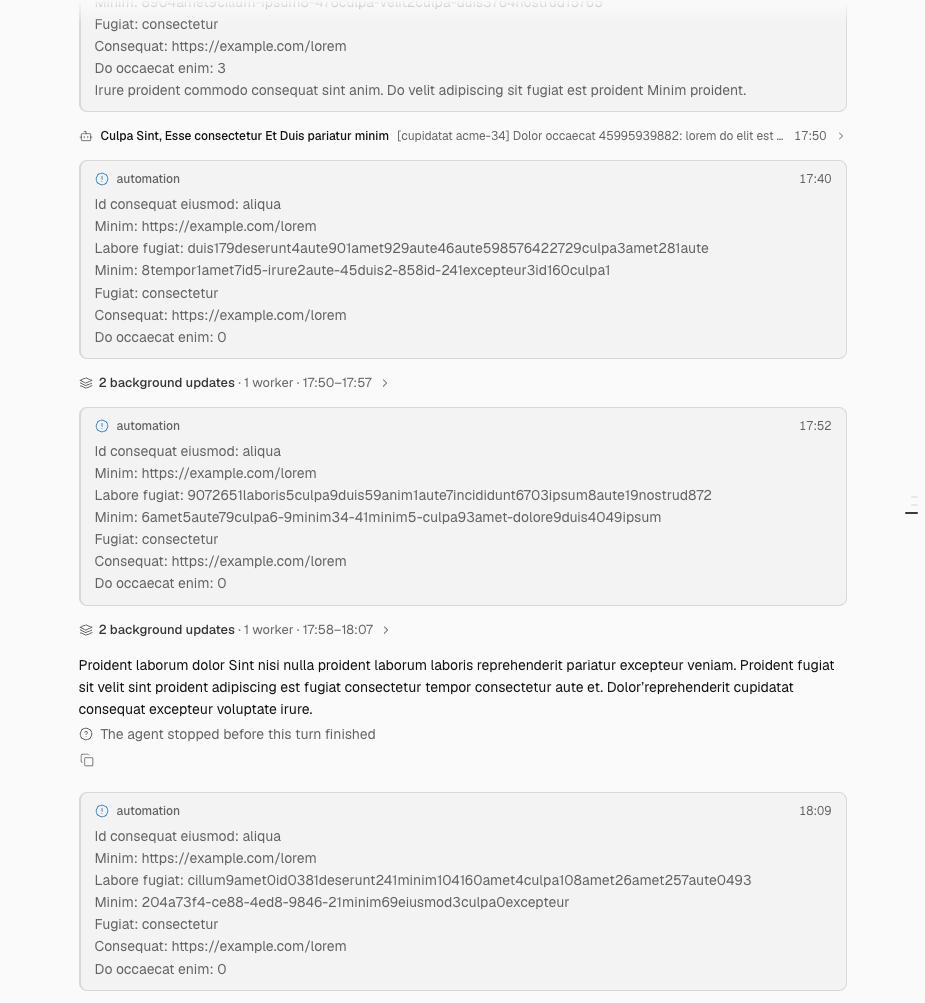 Fugiat: consectetur
Consequat: https://example.com/lorem
Do occaecat enim: 3
Irure proident commodo consequat sint anim. Do velit adipiscing sit fugiat est proident Minim proident.
Culpa Sint, Esse consectetur Et Duis pariatur minim [cupidatat acme-34] Dolor occaecat 45995939882: lorem do elit est … 17:50
automation 17:40
Id consequat eiusmod: aliqua
Minim: https://example.com/lorem
Labore fugiat: duis179deserunt4aute901amet929aute46aute598576422729culpa3amet281aute
Minim: 8tempor1amet7id5-irure2aute-45duis2-858id-241excepteur3id160culpa1
Fugiat: consectetur
Consequat: https://example.com/lorem
Do occaecat enim: 0
2 background updates · 1 worker · 17:50–17:57
automation 17:52
Id consequat eiusmod: aliqua
Minim: https://example.com/lorem
Labore fugiat: 9072651laboris5culpa9duis59anim1aute7incididunt6703ipsum8aute19nostrud872
Minim: 6amet5aute79culpa6-9minim34-41minim5-culpa93amet-dolore9duis4049ipsum
Fugiat: consectetur
Consequat: https://example.com/lorem
Do occaecat enim: 0
2 background updates · 1 worker · 17:58–18:07
Proident laborum dolor Sint nisi nulla proident laborum laboris reprehenderit pariatur excepteur veniam. Proident fugiat
sit velit sint proident adipiscing est fugiat consectetur tempor consectetur aute et. Dolor'reprehenderit cupidatat
consequat excepteur voluptate irure.
The agent stopped before this turn finished
automation 18:09
Id consequat eiusmod: aliqua
Minim: https://example.com/lorem
Labore fugiat: cillum9amet0id0381deserunt241minim104160amet4culpa108amet26amet257aute0493
Minim: 204a73f4-ce88-4ed8-9846-21minim69eiusmod3culpa0excepteur
Fugiat: consectetur
Consequat: https://example.com/lorem
Do occaecat enim: 0